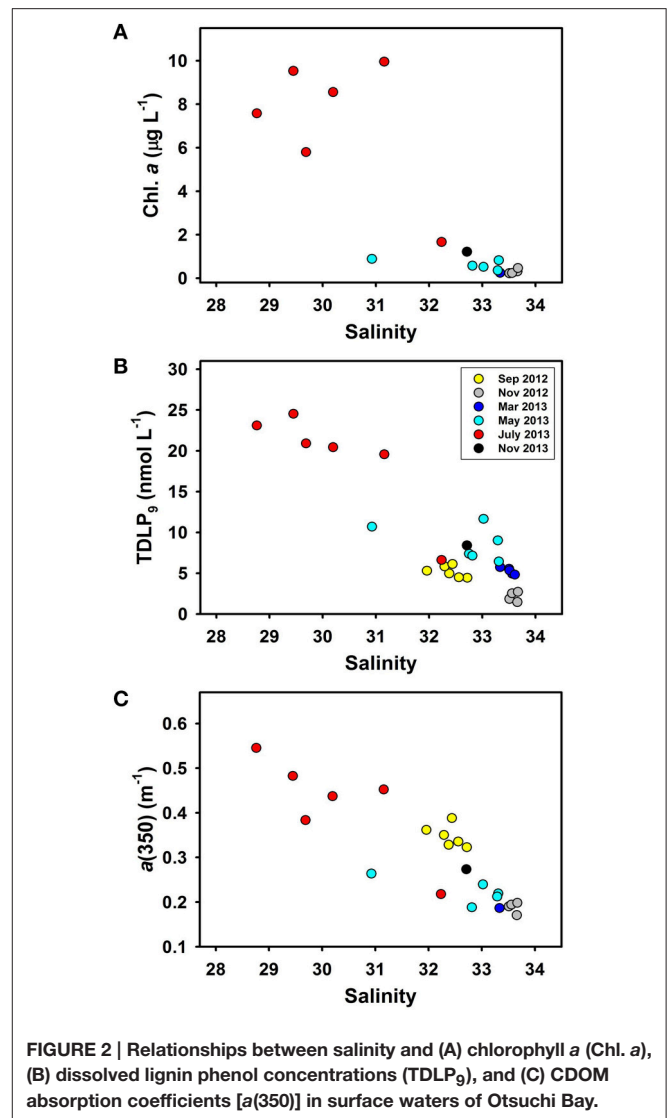 A
Chl. a (µg L⁻¹)
10
8
6
4
2
0
28 29 30 31 32 33 34
Salinity
B
TDLP₉ (nmol L⁻¹)
30
25
20
15
10
5
0
Sep 2012
Nov 2012
Mar 2013
May 2013
July 2013
Nov 2013
28 29 30 31 32 33 34
Salinity
C
a(350) (m⁻¹)
0.6
0.5
0.4
0.3
0.2
0.1
28 29 30 31 32 33 34
Salinity
FIGURE 2 | Relationships between salinity and (A) chlorophyll a (Chl. a),
(B) dissolved lignin phenol concentrations (TDLP₉), and (C) CDOM
absorption coefficients [a(350)] in surface waters of Otsuchi Bay.